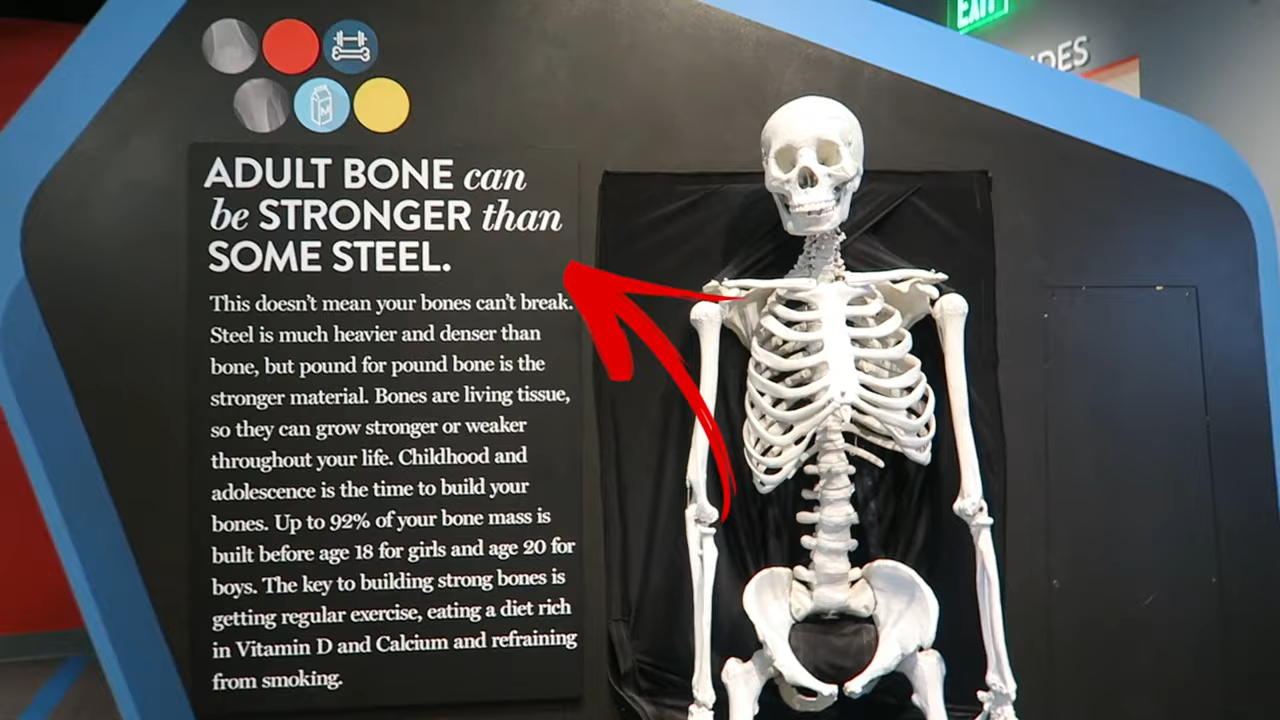 EXIT
IDES
M
ADULT BONE can
be STRONGER than
SOME STEEL.
This doesn't mean your bones can't break.
Steel is much heavier and denser than
bone, but pound for pound bone is the
stronger material. Bones are living tissue,
so they can grow stronger or weaker
throughout your life. Childhood and
adolescence is the time to build your
bones. Up to 92% of your bone mass is
built before age 18 for girls and age 20 for
boys. The key to building strong bones is
getting regular exercise, eating a diet rich
in Vitamin D and Calcium and refraining
from smoking.